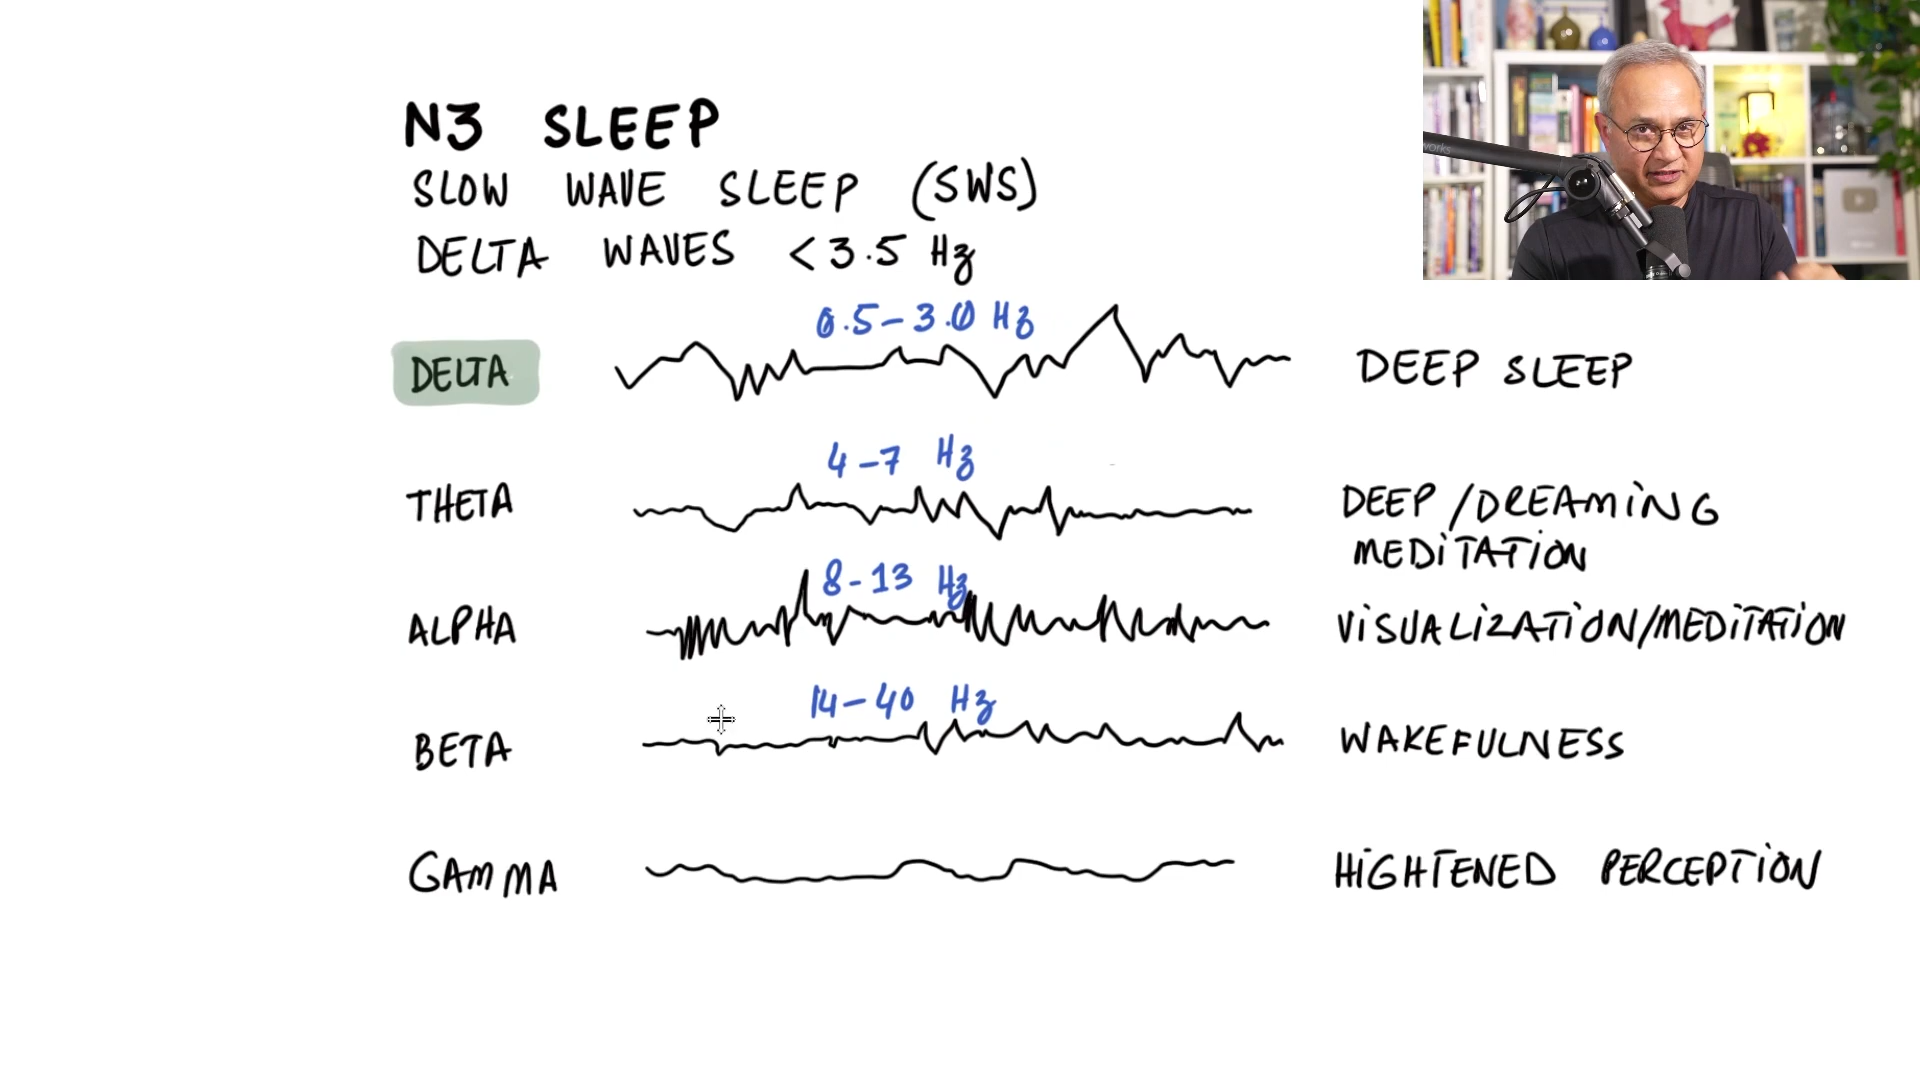 N3 SLEEP
SLOW WAVE SLEEP (SWS)
DELTA WAVES <3.5 Hz
0.5-3.0 Hz
DELTA
DEEP SLEEP
4-7 Hz
THETA
DEEP/DREAMING
MEDITATION
8-13 Hz
ALPHA
VISUALIZATION/MEDITATION
14-40 Hz
BETA
WAKEFULNESS
GAMMA
HIGHTENED PERCEPTION
works